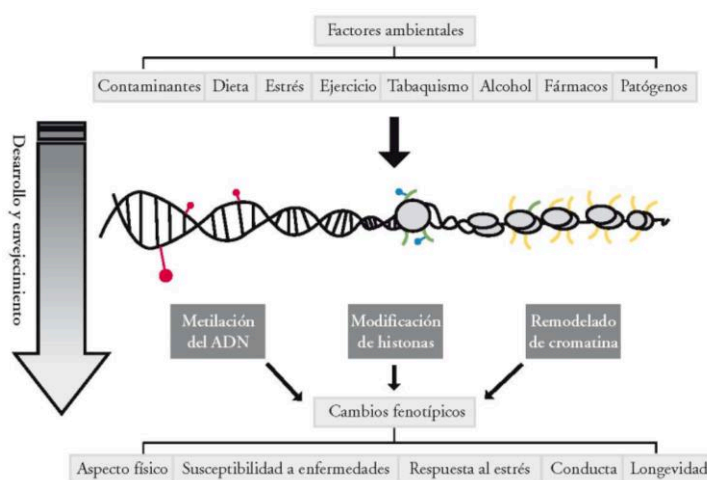 Factores ambientales
Contaminantes Dieta Estrés Ejercicio Tabaquismo Alcohol Fármacos Patógenos
Desarrollo y envejecimiento
Metilación
del ADN
Modificación
de histonas
Remodelado
de cromatina
Cambios fenotípicos
Aspecto físico Susceptibilidad a enfermedades Respuesta al estrés Conducta Longevidad